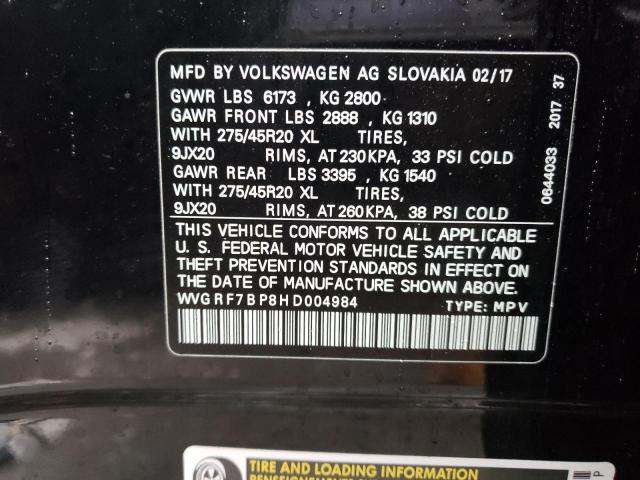 MFD BY VOLKSWAGEN AG SLOVAKIA 02/17
GVWR LBS 6173 , KG 2800
GAWR FRONT LBS 2888 , KG 1310
WITH 275/45R20 XL TIRES,
9JX20 RIMS, AT 230KPA, 33 PSI COLD
GAWR REAR LBS 3395 , KG 1540
WITH 275/45R20 XL TIRES,
9JX20 RIMS, AT 260KPA, 38 PSI COLD
THIS VEHICLE CONFORMS TO ALL APPLICABLE
U. S. FEDERAL MOTOR VEHICLE SAFETY AND
THEFT PREVENTION STANDARDS IN EFFECT ON
THE DATE OF MANUFACTURE SHOWN ABOVE.
WVGRF7BP8HD004984 TYPE: MPV
0644033 2017 37
TIRE AND LOADING INFORMATION
P